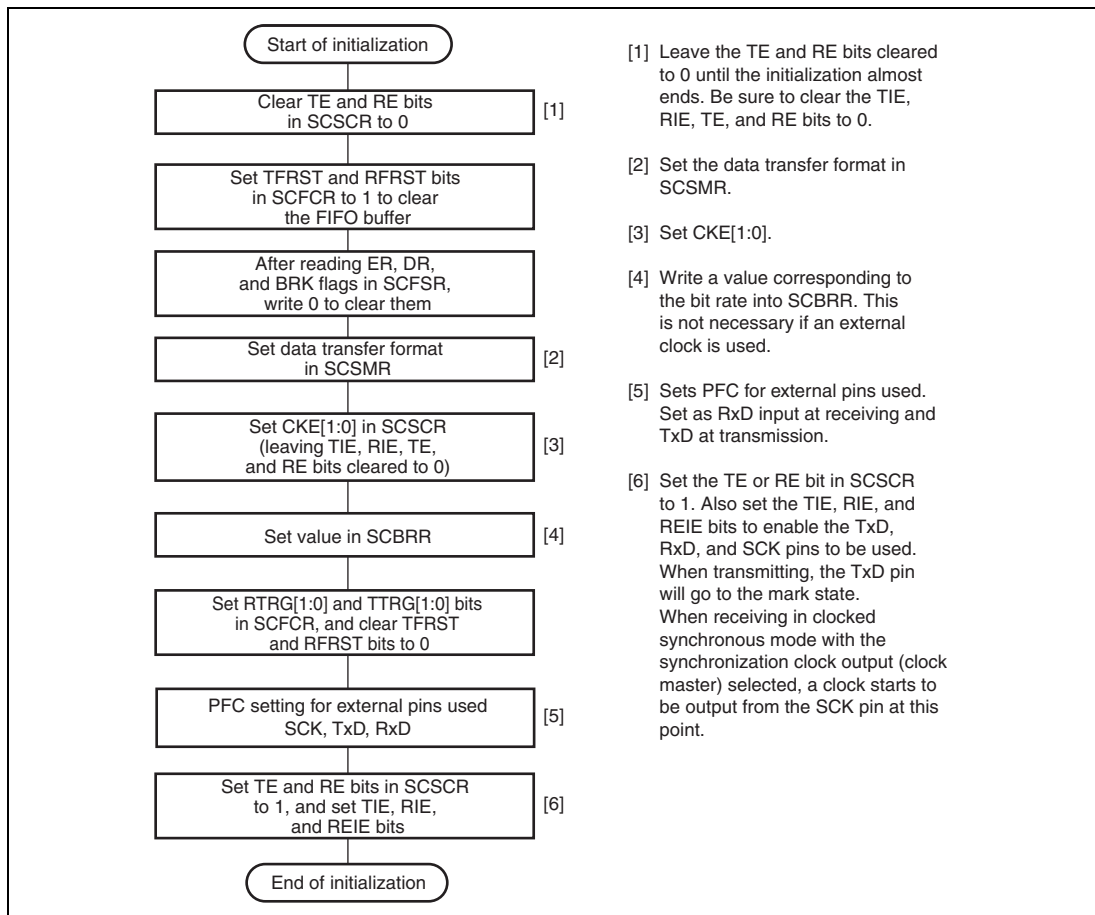 Start of initialization
Clear TE and RE bits
in SCSCR to 0
[1]
Set TFRST and RFRST bits
in SCFCR to 1 to clear
the FIFO buffer
After reading ER, DR,
and BRK flags in SCFSR,
write 0 to clear them
Set data transfer format
in SCSMR
[2]
Set CKE[1:0] in SCSCR
(leaving TIE, RIE, TE,
and RE bits cleared to 0)
[3]
Set value in SCBRR
[4]
Set RTRG[1:0] and TTRG[1:0] bits
in SCFCR, and clear TFRST
and RFRST bits to 0
PFC setting for external pins used
SCK, TxD, RxD
[5]
Set TE and RE bits in SCSCR
to 1, and set TIE, RIE,
and REIE bits
[6]
End of initialization
[1] Leave the TE and RE bits cleared
to 0 until the initialization almost
ends. Be sure to clear the TIE,
RIE, TE, and RE bits to 0.
[2] Set the data transfer format in
SCSMR.
[3] Set CKE[1:0].
[4] Write a value corresponding to
the bit rate into SCBRR. This
is not necessary if an external
clock is used.
[5] Sets PFC for external pins used.
Set as RxD input at receiving and
TxD at transmission.
[6] Set the TE or RE bit in SCSCR
to 1. Also set the TIE, RIE, and
REIE bits to enable the TxD,
RxD, and SCK pins to be used.
When transmitting, the TxD pin
will go to the mark state.
When receiving in clocked
synchronous mode with the
synchronization clock output (clock
master) selected, a clock starts to
be output from the SCK pin at this
point.